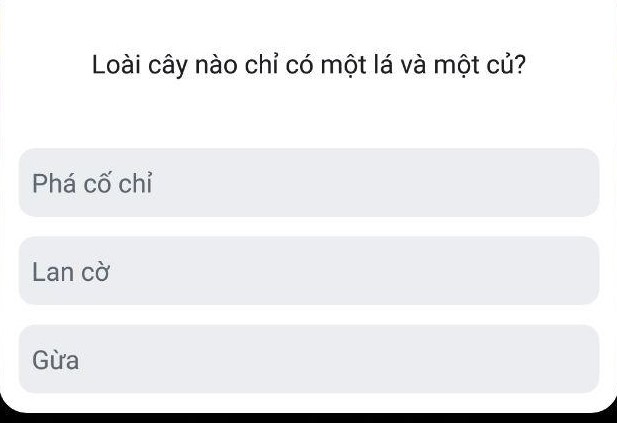 Loài cây nào chỉ có một lá và một củ?
Phá cố chỉ
Lan cờ
Gừa